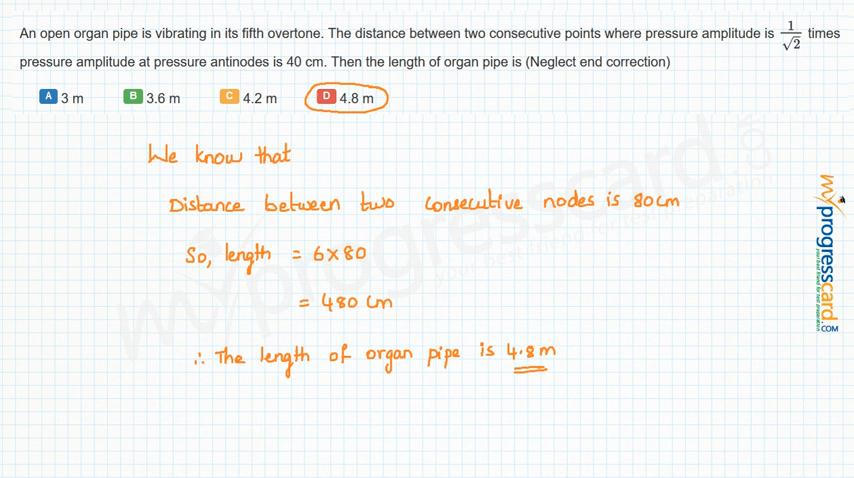 An open organ pipe is vibrating in its fifth overtone. The distance between two consecutive points where pressure amplitude is 1/√2 times
pressure amplitude at pressure antinodes is 40 cm. Then the length of organ pipe is (Neglect end correction)
A 3 m B 3.6 m C 4.2 m D 4.8 m
We know that
Distance between two consecutive nodes is 80cm
So, length = 6×80
= 480 cm
∴ The length of organ pipe is 4.8m
myprogresscard.COM
myprogresscard.com